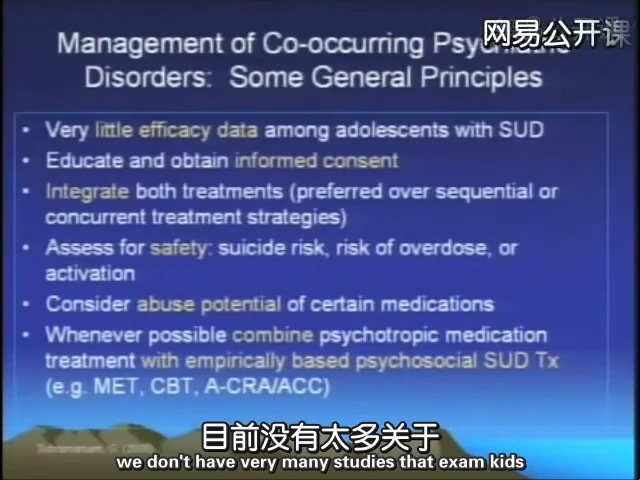 网易公开课
Management of Co-occurring
Disorders: Some General Principles
• Very little efficacy data among adolescents with SUD
• Educate and obtain informed consent
• Integrate both treatments (preferred over sequential or
concurrent treatment strategies)
• Assess for safety: suicide risk, risk of overdose, or
activation
• Consider abuse potential of certain medications
• Whenever possible combine psychotropic medication
treatment with empirically based psychosocial SUD Tx
(e.g. MET, CBT, A-CRA/ACC)
目前没有太多关于
we don't have very many studies that exam kids